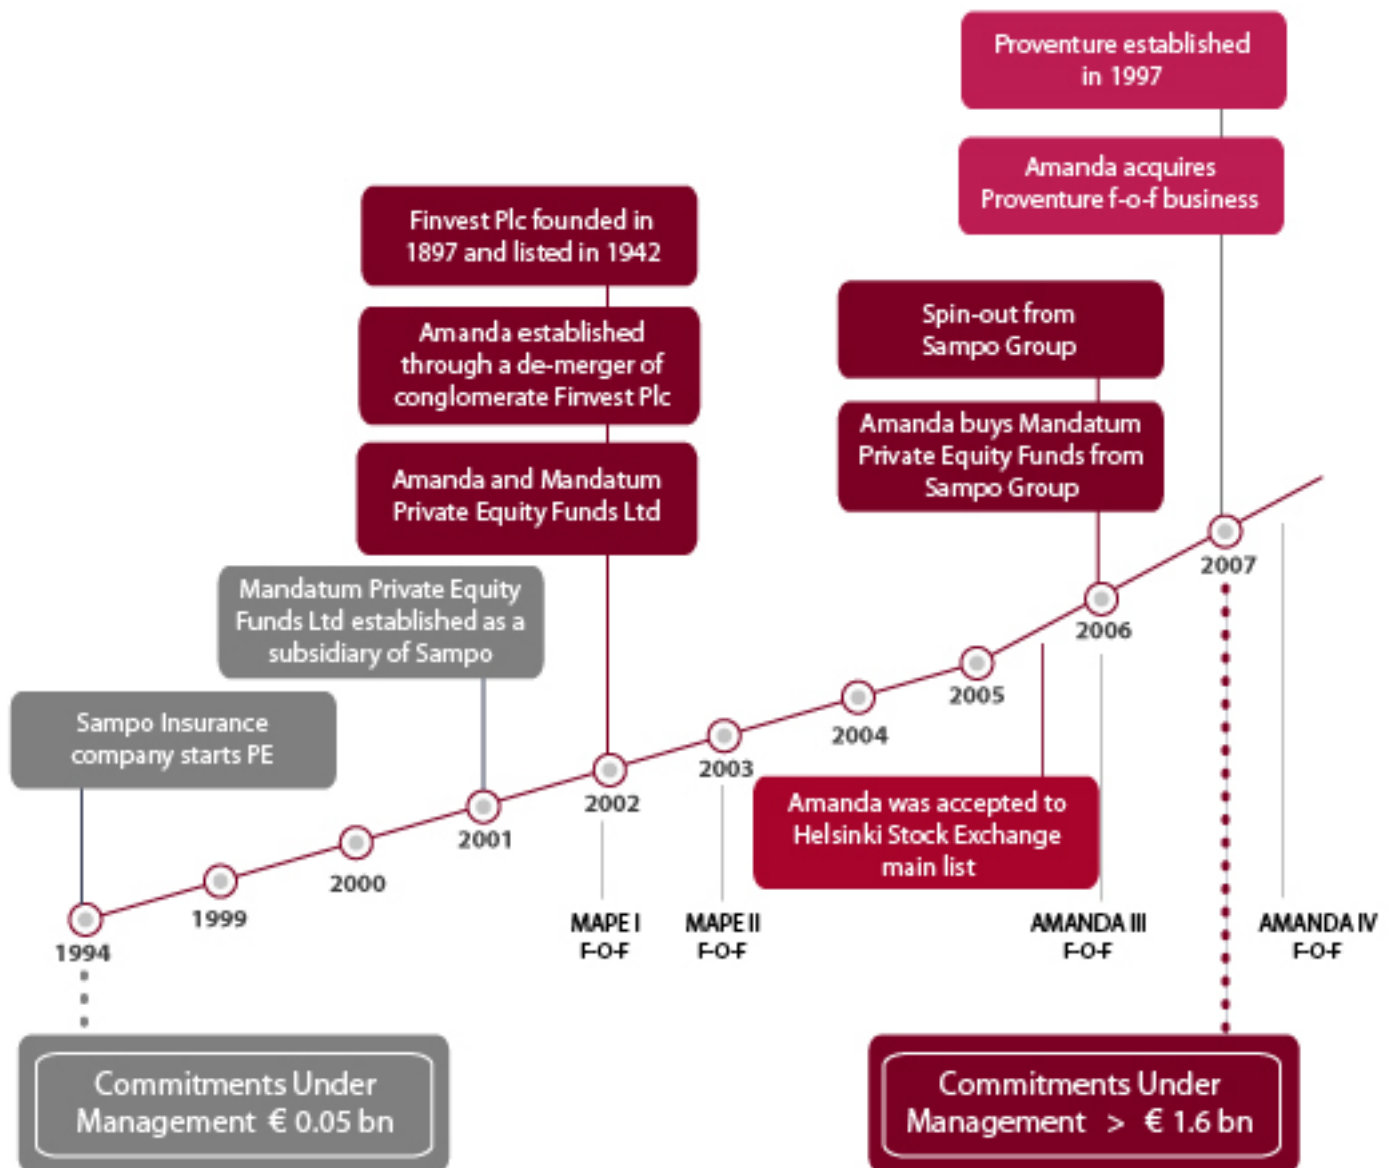 Proventure established
in 1997
Amanda acquires
Proventure f-o-f business
Finvest Plc founded in
1897 and listed in 1942
Amanda established
through a de-merger of
conglomerate Finvest Plc
Amanda and Mandatum
Private Equity Funds Ltd
Spin-out from
Sampo Group
Amanda buys Mandatum
Private Equity Funds from
Sampo Group
Mandatum Private Equity
Funds Ltd established as a
subsidiary of Sampo
Sampo Insurance
company starts PE
1994
1999
2000
2001
2002
2003
2004
2005
2006
2007
Amanda was accepted to
Helsinki Stock Exchange
main list
MAPE I
F-O-F
MAPE II
F-O-F
AMANDA III
F-O-F
AMANDA IV
F-O-F
Commitments Under
Management € 0.05 bn
Commitments Under
Management > € 1.6 bn